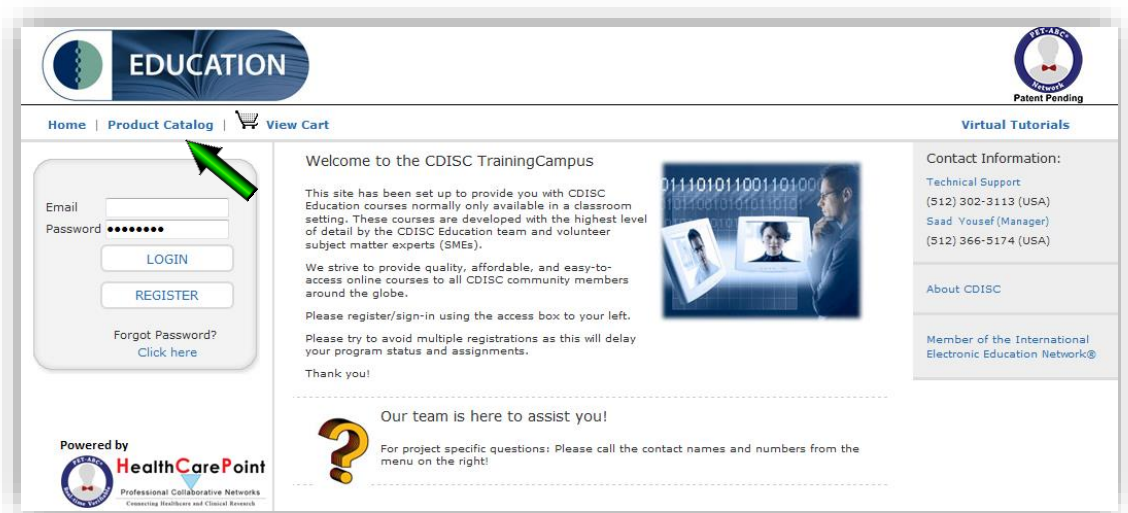 EDUCATION
PET-ABC+
Network
Patent Pending
Home | Product Catalog | View Cart
Virtual Tutorials
Email
Password ••••••••
LOGIN
REGISTER
Forgot Password?
Click here
Welcome to the CDISC TrainingCampus
This site has been set up to provide you with CDISC
Education courses normally only available in a classroom
setting. These courses are developed with the highest level
of detail by the CDISC Education team and volunteer
subject matter experts (SMEs).
We strive to provide quality, affordable, and easy-to-
access online courses to all CDISC community members
around the globe.
Please register/sign-in using the access box to your left.
Please try to avoid multiple registrations as this will delay
your program status and assignments.
Thank you!
Our team is here to assist you!
For project specific questions: Please call the contact names and numbers from the
menu on the right!
Contact Information:
Technical Support
(512) 302-3113 (USA)
Saad Yousef(Manager)
(512) 366-5174 (USA)
About CDISC
Member of the International
Electronic Education Network®
Powered by
HealthCarePoint
Professional Collaborative Networks
Connecting Healthcare and Clinical Research